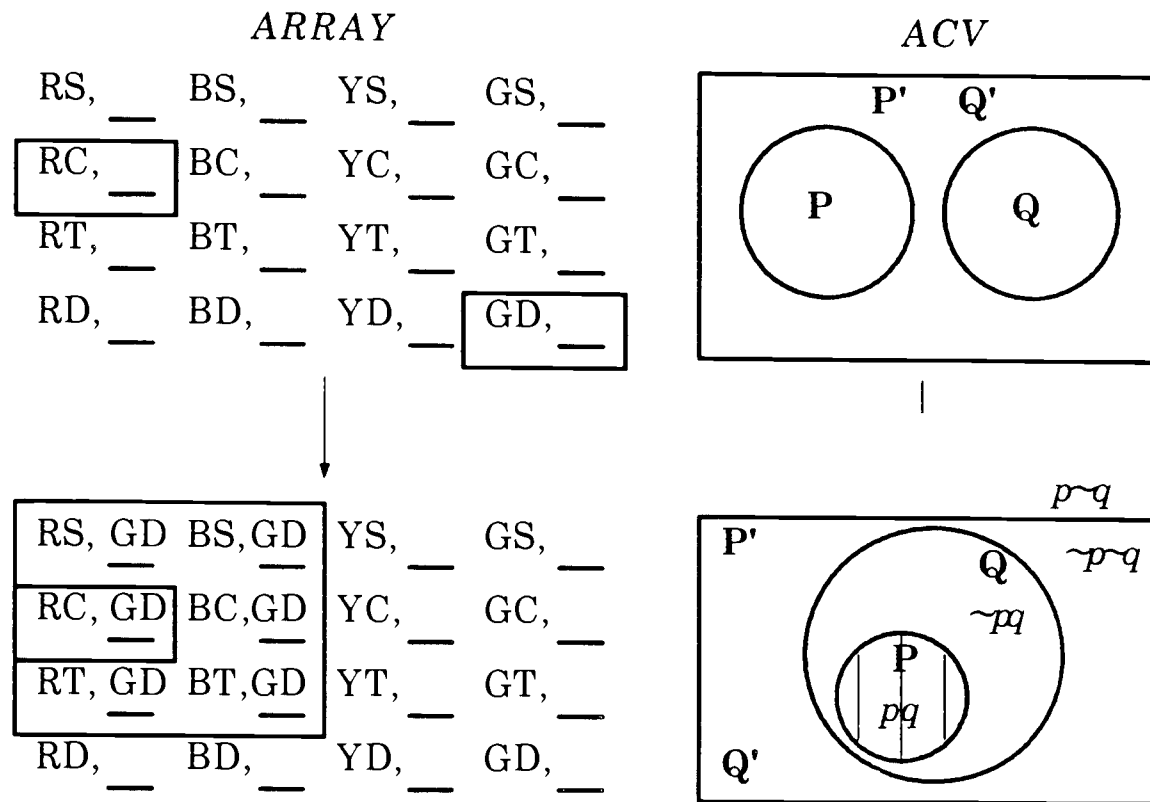 ARRAY ACV
RS, __ BS, __ YS, __ GS, __
P' Q'
RC, __ BC, __ YC, __ GC, __
P Q
RT, __ BT, __ YT, __ GT, __
RD, __ BD, __ YD, __ GD, __
p~q
RS, GD BS,GD YS, __ GS, __
P' Q ~p~q
RC, GD BC,GD YC, __ GC, __
~pq
P
RT, GD BT,GD YT, __ GT, __
pq
RD, __ BD, __ YD, __ GD, __
Q'